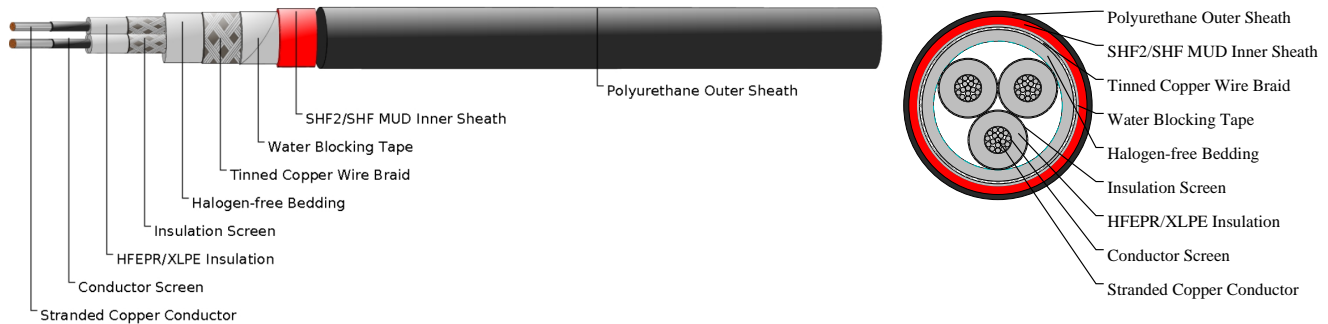 Polyurethane Outer Sheath
SHF2/SHF MUD Inner Sheath
Water Blocking Tape
Tinned Copper Wire Braid
Halogen-free Bedding
Insulation Screen
HFEPR/XLPE Insulation
Conductor Screen
Stranded Copper Conductor
Polyurethane Outer Sheath
SHF2/SHF MUD Inner Sheath
Tinned Copper Wire Braid
Water Blocking Tape
Halogen-free Bedding
Insulation Screen
HFEPR/XLPE Insulation
Conductor Screen
Stranded Copper Conductor